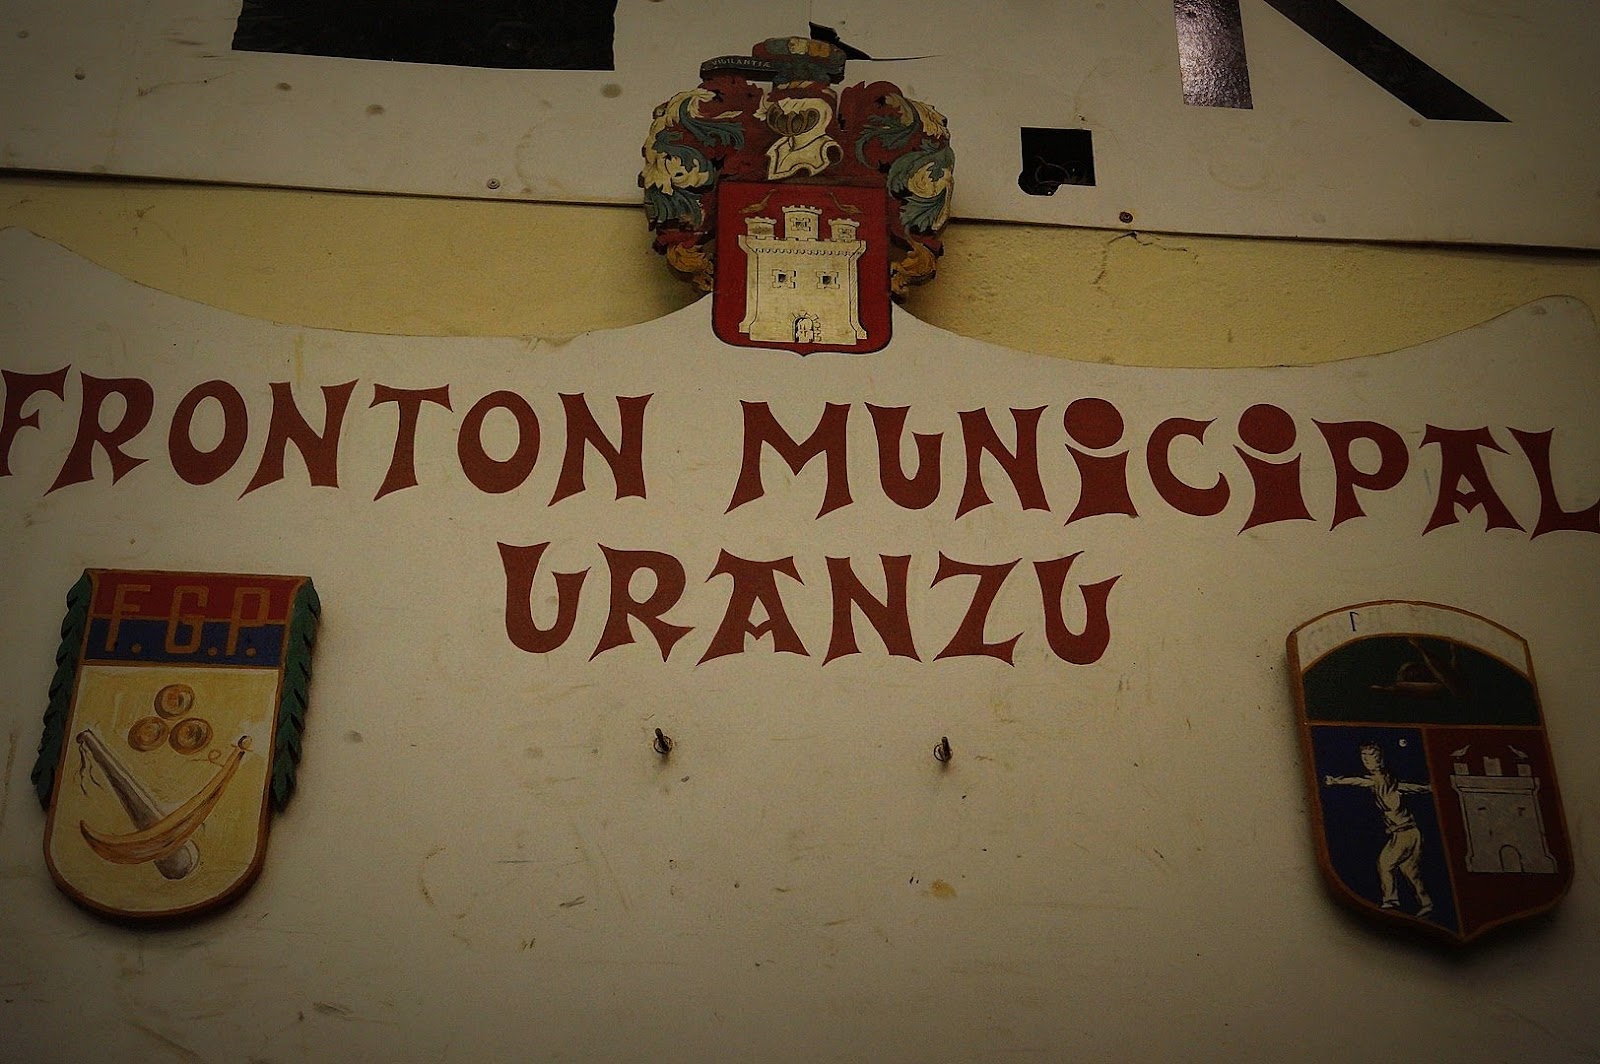 VIGILANTIA
FRONTON MUNICIPAL
URANZU
F.G.P.